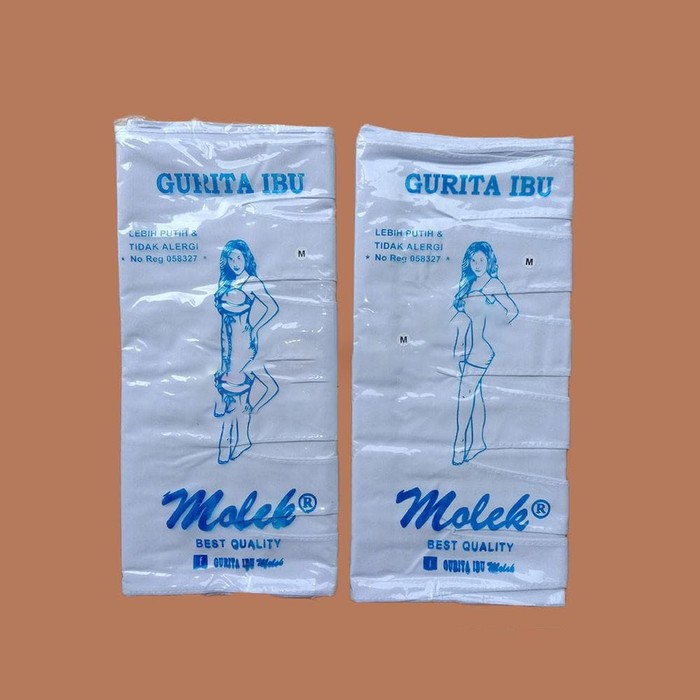 GURITA IBU
LEBIH PUTIH &
TIDAK ALERGI
* No Reg 058327 *
M
Molek®
BEST QUALITY
f GURITA IBU Molek
GURITA IBU
LEBIH PUTIH &
TIDAK ALERGI
* No Reg 058327 *
M
M
Molek®
BEST QUALITY
f GURITA IBU Molek